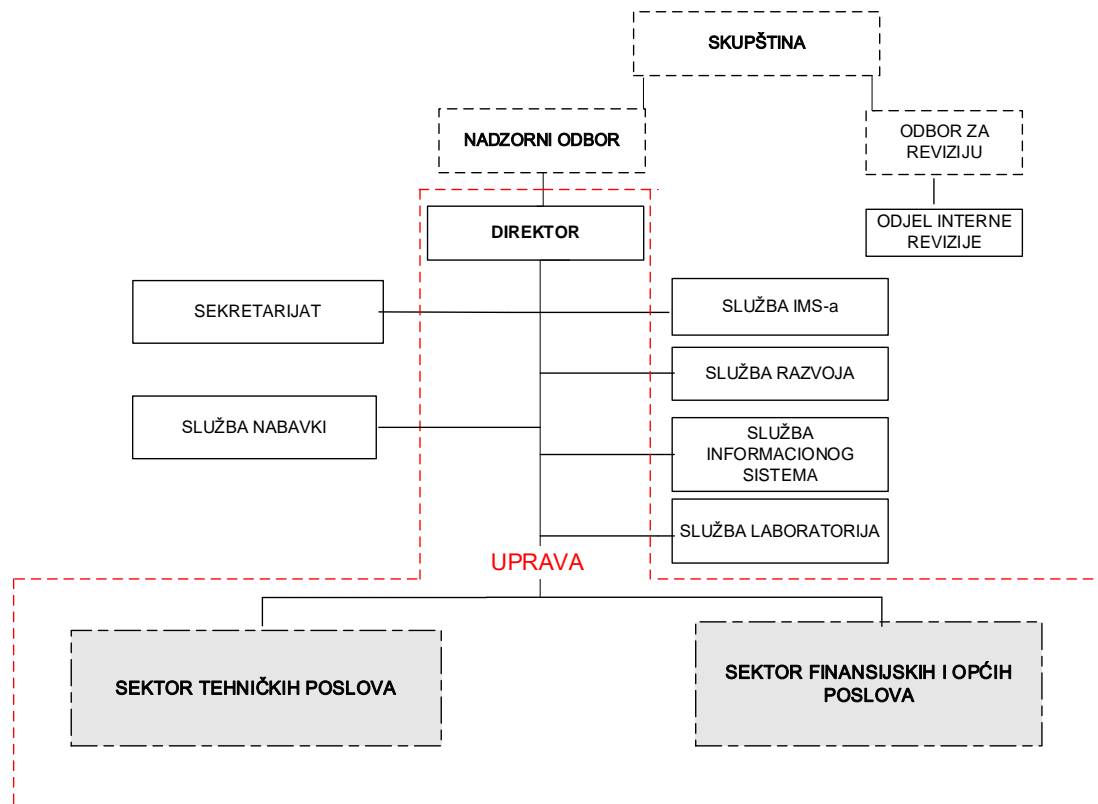 SKUPŠTINA
NADZORNI ODBOR
ODBOR ZA
REVIZIJU
DIREKTOR
ODJEL INTERNE
REVIZIJE
SEKRETARIJAT
SLUŽBA IMS-a
SLUŽBA RAZVOJA
SLUŽBA NABAVKI
SLUŽBA
INFORMACIONOG
SISTEMA
SLUŽBA LABORATORIJA
UPRAVA
SEKTOR TEHNIČKIH POSLOVA
SEKTOR FINANSIJSKIH I OPĆIH
POSLOVA